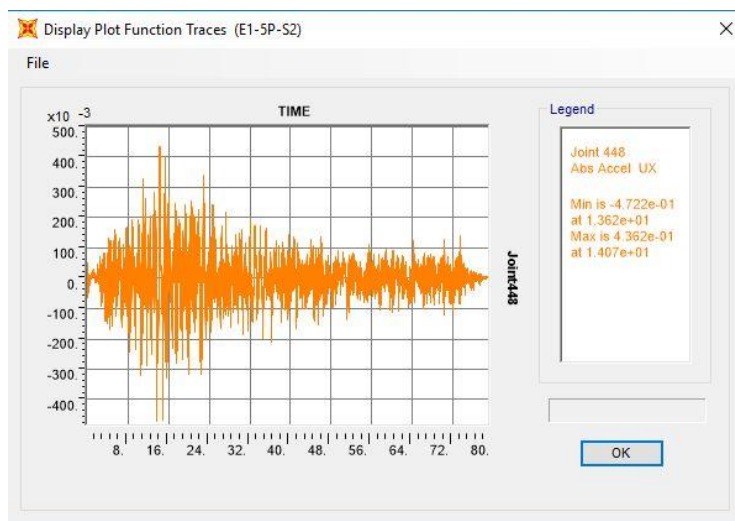 Display Plot Function Traces (E1-5P-S2)
File
x10 -3
TIME
500.
400.
300.
200.
100.
0.
-100.
-200.
-300.
-400.
8. 16. 24. 32. 40. 48. 56. 64. 72. 80.
Joint448
Legend
Joint 448
Abs Accel UX
Min is -4.722e-01
at 1.362e+01
Max is 4.362e-01
at 1.407e+01
OK